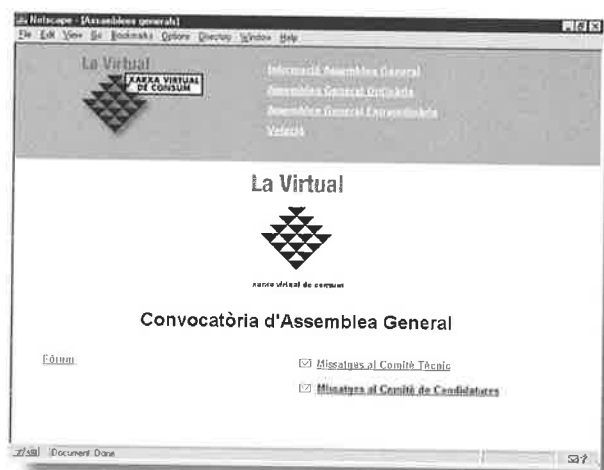 Netscape - [Assemblees generals]
File Edit View Go Bookmarks Options Directory Window Help
La Virtual
XARXA VIRTUAL
DE CONSUM
Informació Assemblea General
Assemblea General Ordinària
Assemblea General Extraordinària
Votació
La Virtual
xarxa virtual de consum
Convocatòria d'Assemblea General
Fòrum
Missatges al Comitè Tècnic
Missatges al Comitè de Candidatures
Document: Done